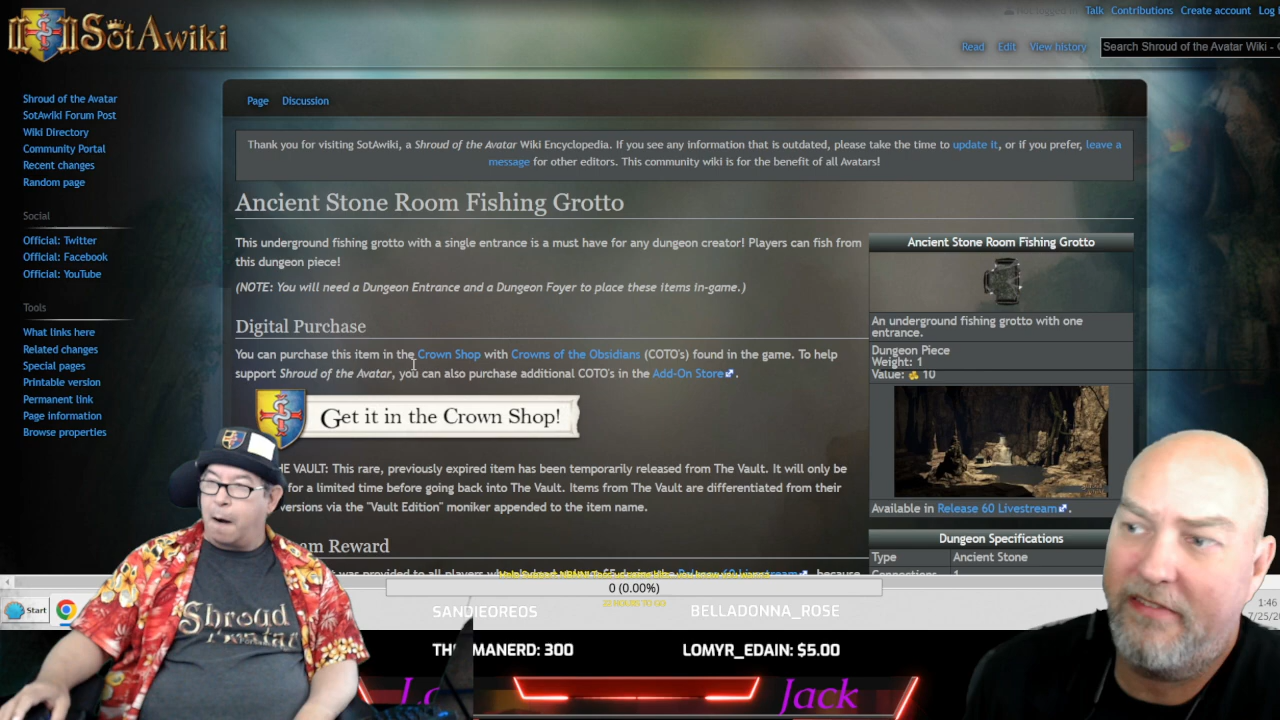 SotAwiki
Talk Contributions Create account Log
Read Edit View history Search Shroud of the Avatar Wiki - G
Shroud of the Avatar
SotAwiki Forum Post
Wiki Directory
Community Portal
Recent changes
Random page
Social
Official: Twitter
Official: Facebook
Official: YouTube
Tools
What links here
Related changes
Special pages
Printable version
Permanent link
Page information
Browse properties
Page Discussion
Thank you for visiting SotAwiki, a Shroud of the Avatar Wiki Encyclopedia. If you see any information that is outdated, please take the time to update it, or if you prefer, leave a
message for other editors. This community wiki is for the benefit of all Avatars!
Ancient Stone Room Fishing Grotto
This underground fishing grotto with a single entrance is a must have for any dungeon creator! Players can fish from
this dungeon piece!
(NOTE: You will need a Dungeon Entrance and a Dungeon Foyer to place these items in-game.)
Digital Purchase
You can purchase this item in the Crown Shop with Crowns of the Obsidians (COTO's) found in the game. To help
support Shroud of the Avatar, you can also purchase additional COTO's in the Add-On Store.
Get it in the Crown Shop!
HE VAULT: This rare, previously expired item has been temporarily released from The Vault. It will only be
for a limited time before going back into The Vault. Items from The Vault are differentiated from their
versions via the "Vault Edition" moniker appended to the item name.
am Reward
Ancient Stone Room Fishing Grotto
An underground fishing grotto with one
entrance.
Dungeon Piece
Weight: 1
Value: 10
Available in Release 60 Livestream.
Dungeon Specifications
Type Ancient Stone
1
0 (0.00%)
HOURS TO GO
Start
1:46
7/25/20
SANDIEOREOS BELLADONNA_ROSE
MANERD: 300 LOMYR_EDAIN: $5.00
Lo Jack
Shroud
Avatar